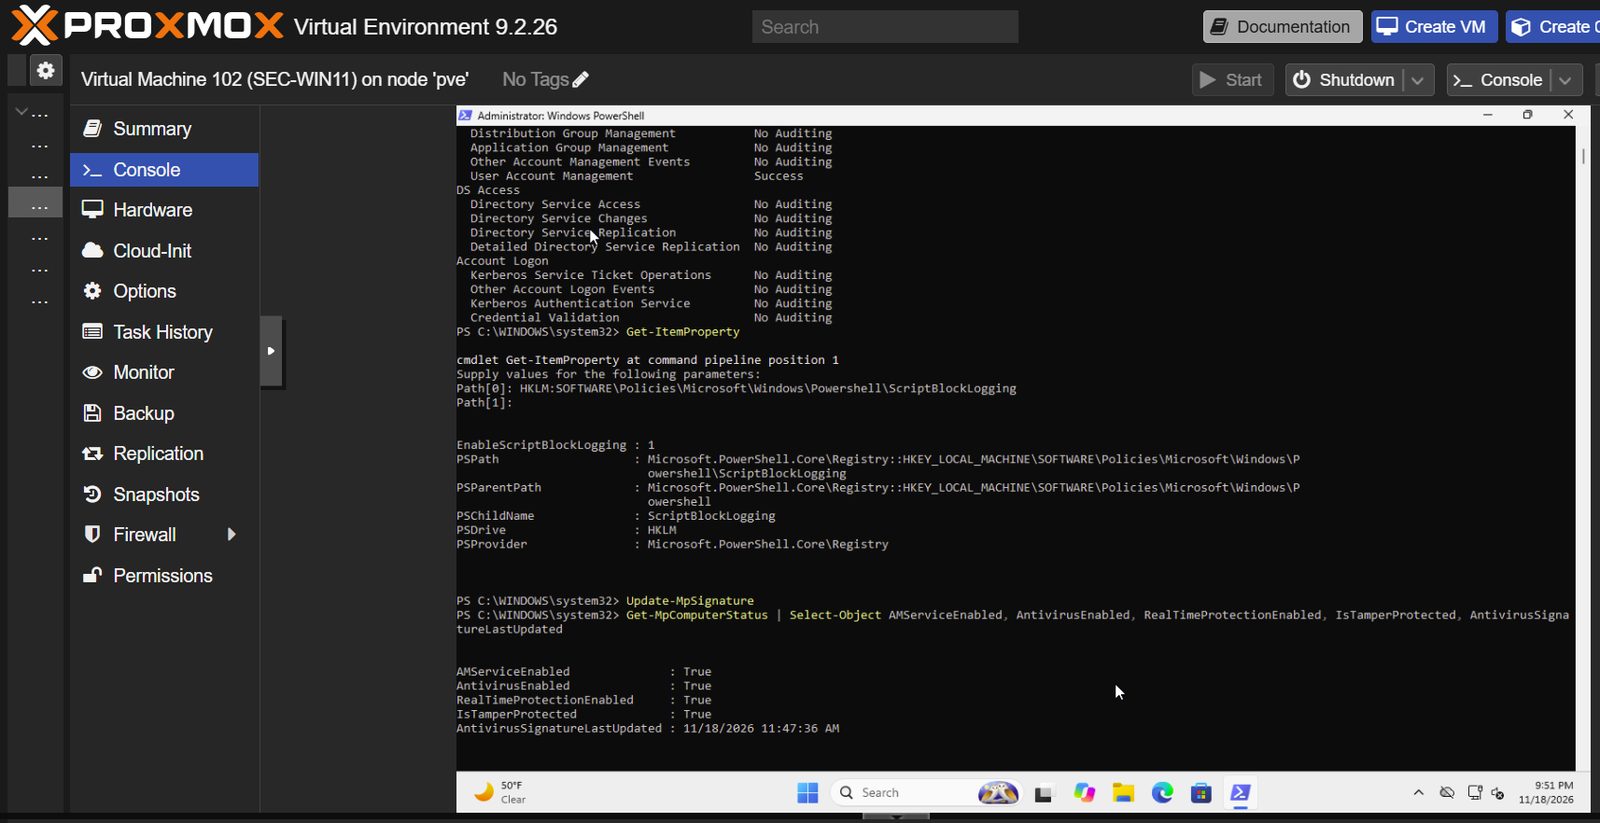 PROXMOX Virtual Environment 9.2.26
Search
Documentation
Create VM
Create C
Virtual Machine 102 (SEC-WIN11) on node 'pve'
No Tags
Start
Shutdown
Console
...
...
...
...
...
...
...
Summary
Console
Hardware
Cloud-Init
Options
Task History
Monitor
Backup
Replication
Snapshots
Firewall
Permissions
Administrator: Windows PowerShell
Distribution Group Management No Auditing
Application Group Management No Auditing
Other Account Management Events No Auditing
User Account Management Success
DS Access
Directory Service Access No Auditing
Directory Service Changes No Auditing
Directory Service Replication No Auditing
Detailed Directory Service Replication No Auditing
Account Logon
Kerberos Service Ticket Operations No Auditing
Other Account Logon Events No Auditing
Kerberos Authentication Service No Auditing
Credential Validation No Auditing
PS C:\WINDOWS\system32> Get-ItemProperty
cmdlet Get-ItemProperty at command pipeline position 1
Supply values for the following parameters:
Path[0]: HKLM:SOFTWARE\Policies\Microsoft\Windows\Powershell\ScriptBlockLogging
Path[1]:
EnableScriptBlockLogging : 1
PSPath : Microsoft.PowerShell.Core\Registry::HKEY_LOCAL_MACHINE\SOFTWARE\Policies\Microsoft\Windows\P
owershell\ScriptBlockLogging
PSParentPath : Microsoft.PowerShell.Core\Registry::HKEY_LOCAL_MACHINE\SOFTWARE\Policies\Microsoft\Windows\P
owershell
PSChildName : ScriptBlockLogging
PSDrive : HKLM
PSProvider : Microsoft.PowerShell.Core\Registry
PS C:\WINDOWS\system32> Update-MpSignature
PS C:\WINDOWS\system32> Get-MpComputerStatus | Select-Object AMServiceEnabled, AntivirusEnabled, RealTimeProtectionEnabled, IsTamperProtected, AntivirusSigna
tureLastUpdated
AMServiceEnabled : True
AntivirusEnabled : True
RealTimeProtectionEnabled : True
IsTamperProtected : True
AntivirusSignatureLastUpdated : 11/18/2026 11:47:36 AM
50°F
Clear
Search
9:51 PM
11/18/2026